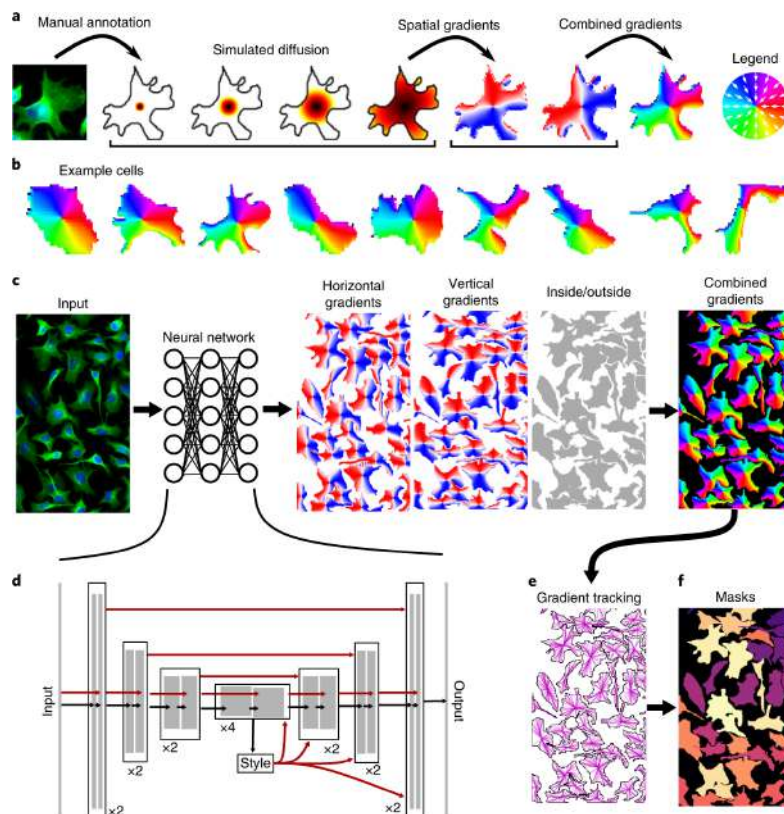 a
Manual annotation
Simulated diffusion
Spatial gradients
Combined gradients
Legend
b
Example cells
c
Input
Neural network
Horizontal
gradients
Vertical
gradients
Inside/outside
Combined
gradients
d
Input
×2
×2
×2
×4
Style
×2
×2
×2
Output
e
Gradient tracking
f
Masks